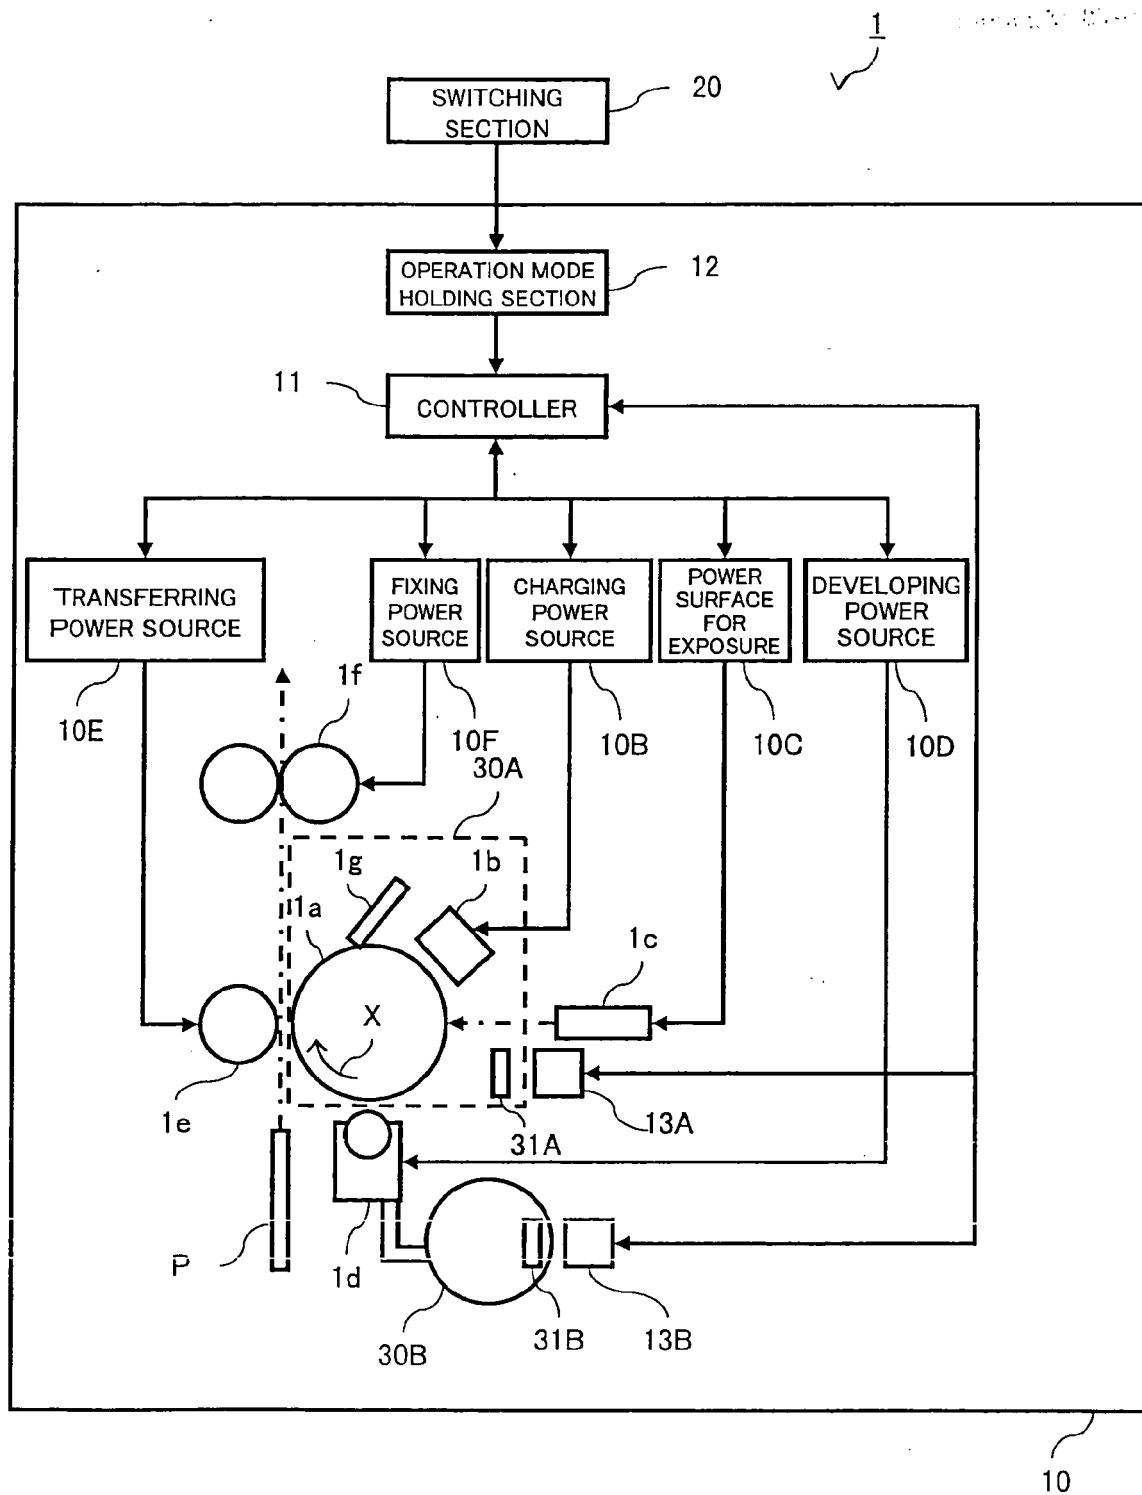 1
SWITCHING
SECTION
20
OPERATION MODE
HOLDING SECTION
12
11
CONTROLLER
TRANSFERRING
POWER SOURCE
FIXING
POWER
SOURCE
CHARGING
POWER
SOURCE
POWER
SURFACE
FOR
EXPOSURE
DEVELOPING
POWER
SOURCE
10E
1f
10F
10B
10C
10D
30A
1g
1b
1a
1c
X
1e
31A
13A
P
1d
30B
31B
13B
10